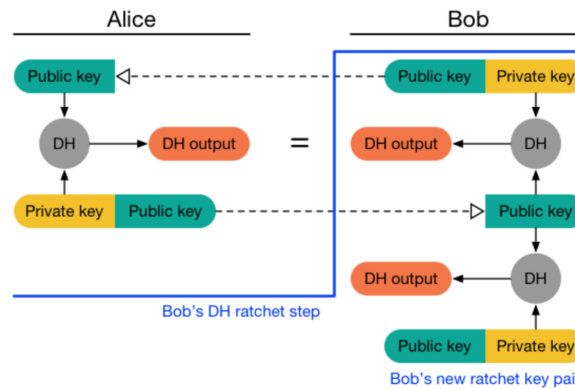 Alice Bob
Public key Public key Private key
DH DH output = DH output DH
Private key Public key Public key
DH output DH
Bob's DH ratchet step
Public key Private key
Bob's new ratchet key pai